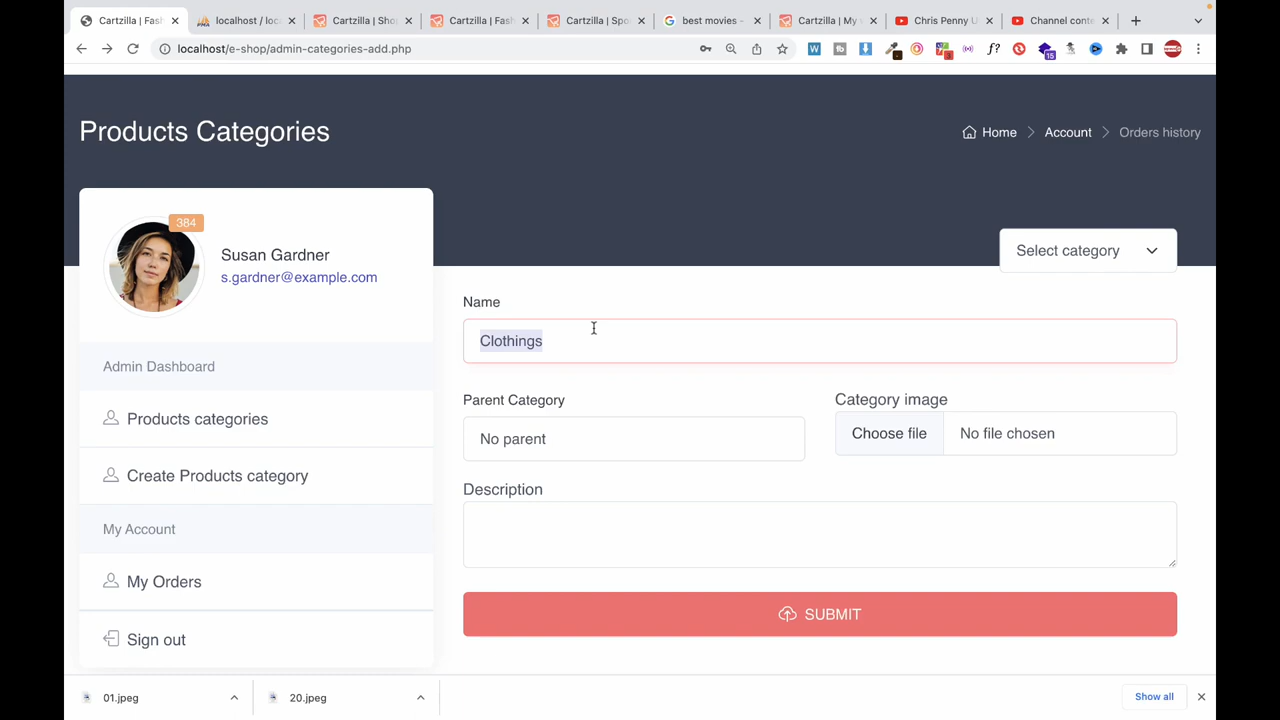 Cartzilla | Fash
localhost / loc
Cartzilla | Sho
Cartzilla | Fas
Cartzilla | Spo
best movies -
Cartzilla | My
Chris Penny U
Channel conte
localhost/e-shop/admin-categories-add.php
W
f?
15
Products Categories
Home
Account
Orders history
384
Susan Gardner
s.gardner@example.com
Select category
Name
Clothings
Admin Dashboard
Parent Category
Category image
Products categories
No parent
Choose file
No file chosen
Create Products category
Description
My Account
My Orders
SUBMIT
Sign out
01.jpeg
20.jpeg
Show all